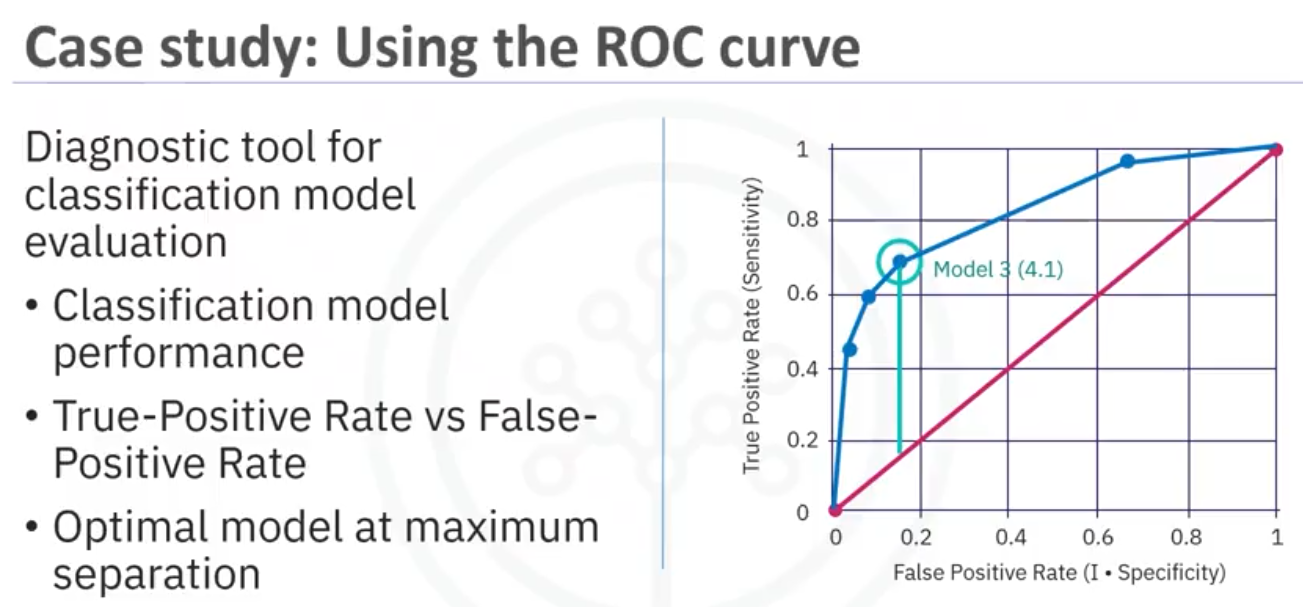 Case study: Using the ROC curve
Diagnostic tool for
classification model
evaluation
• Classification model
performance
• True-Positive Rate vs False-
Positive Rate
• Optimal model at maximum
separation
True Positive Rate (Sensitivity)
1
0.8
0.6
0.4
0.2
0
Model 3 (4.1)
0 0.2 0.4 0.6 0.8 1
False Positive Rate (I • Specificity)